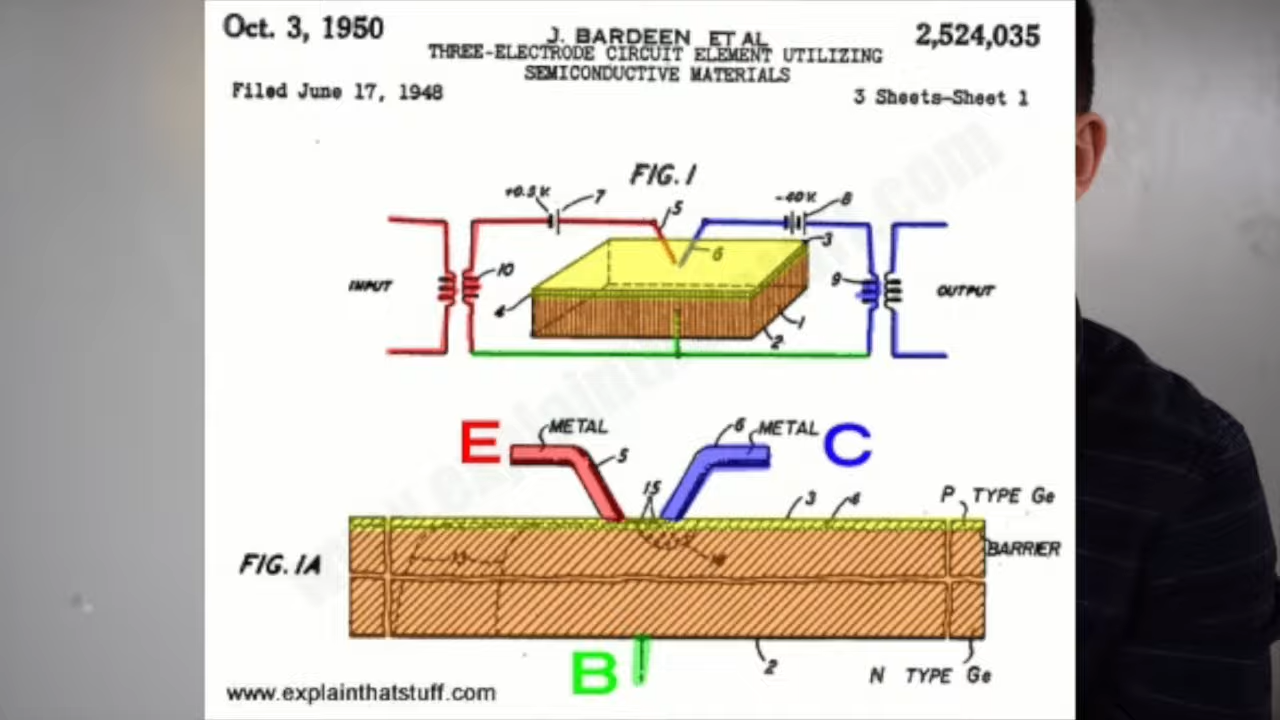 Oct. 3, 1950
J. BARDEEN ET AL
2,524,035
THREE-ELECTRODE CIRCUIT ELEMENT UTILIZING
SEMICONDUCTIVE MATERIALS
Filed June 17, 1948
3 Sheets-Sheet 1
FIG. 1
+0.5 V.
7
5
-40 V.
8
6
3
INPUT
10
9
OUTPUT
4
1
2
E
METAL
5
6
METAL
C
15
3
4
P TYPE Ge
FIG. 1A
BARRIER
B
2
N TYPE Ge
www.explainthatstuff.com